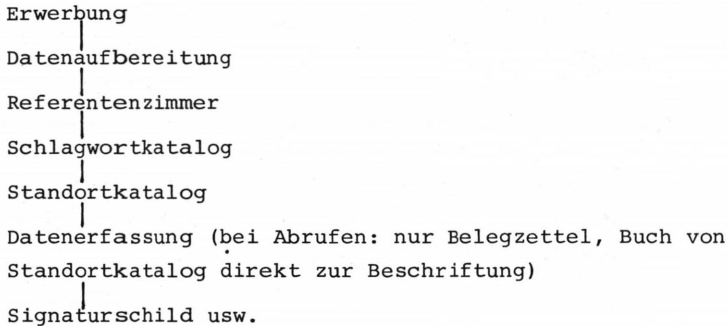 Erwerbung
Datenaufbereitung
Referentenzimmer
Schlagwortkatalog
Standortkatalog
Datenerfassung (bei Abrufen: nur Belegzettel, Buch von
Standortkatalog direkt zur Beschriftung)
Signaturschild usw.